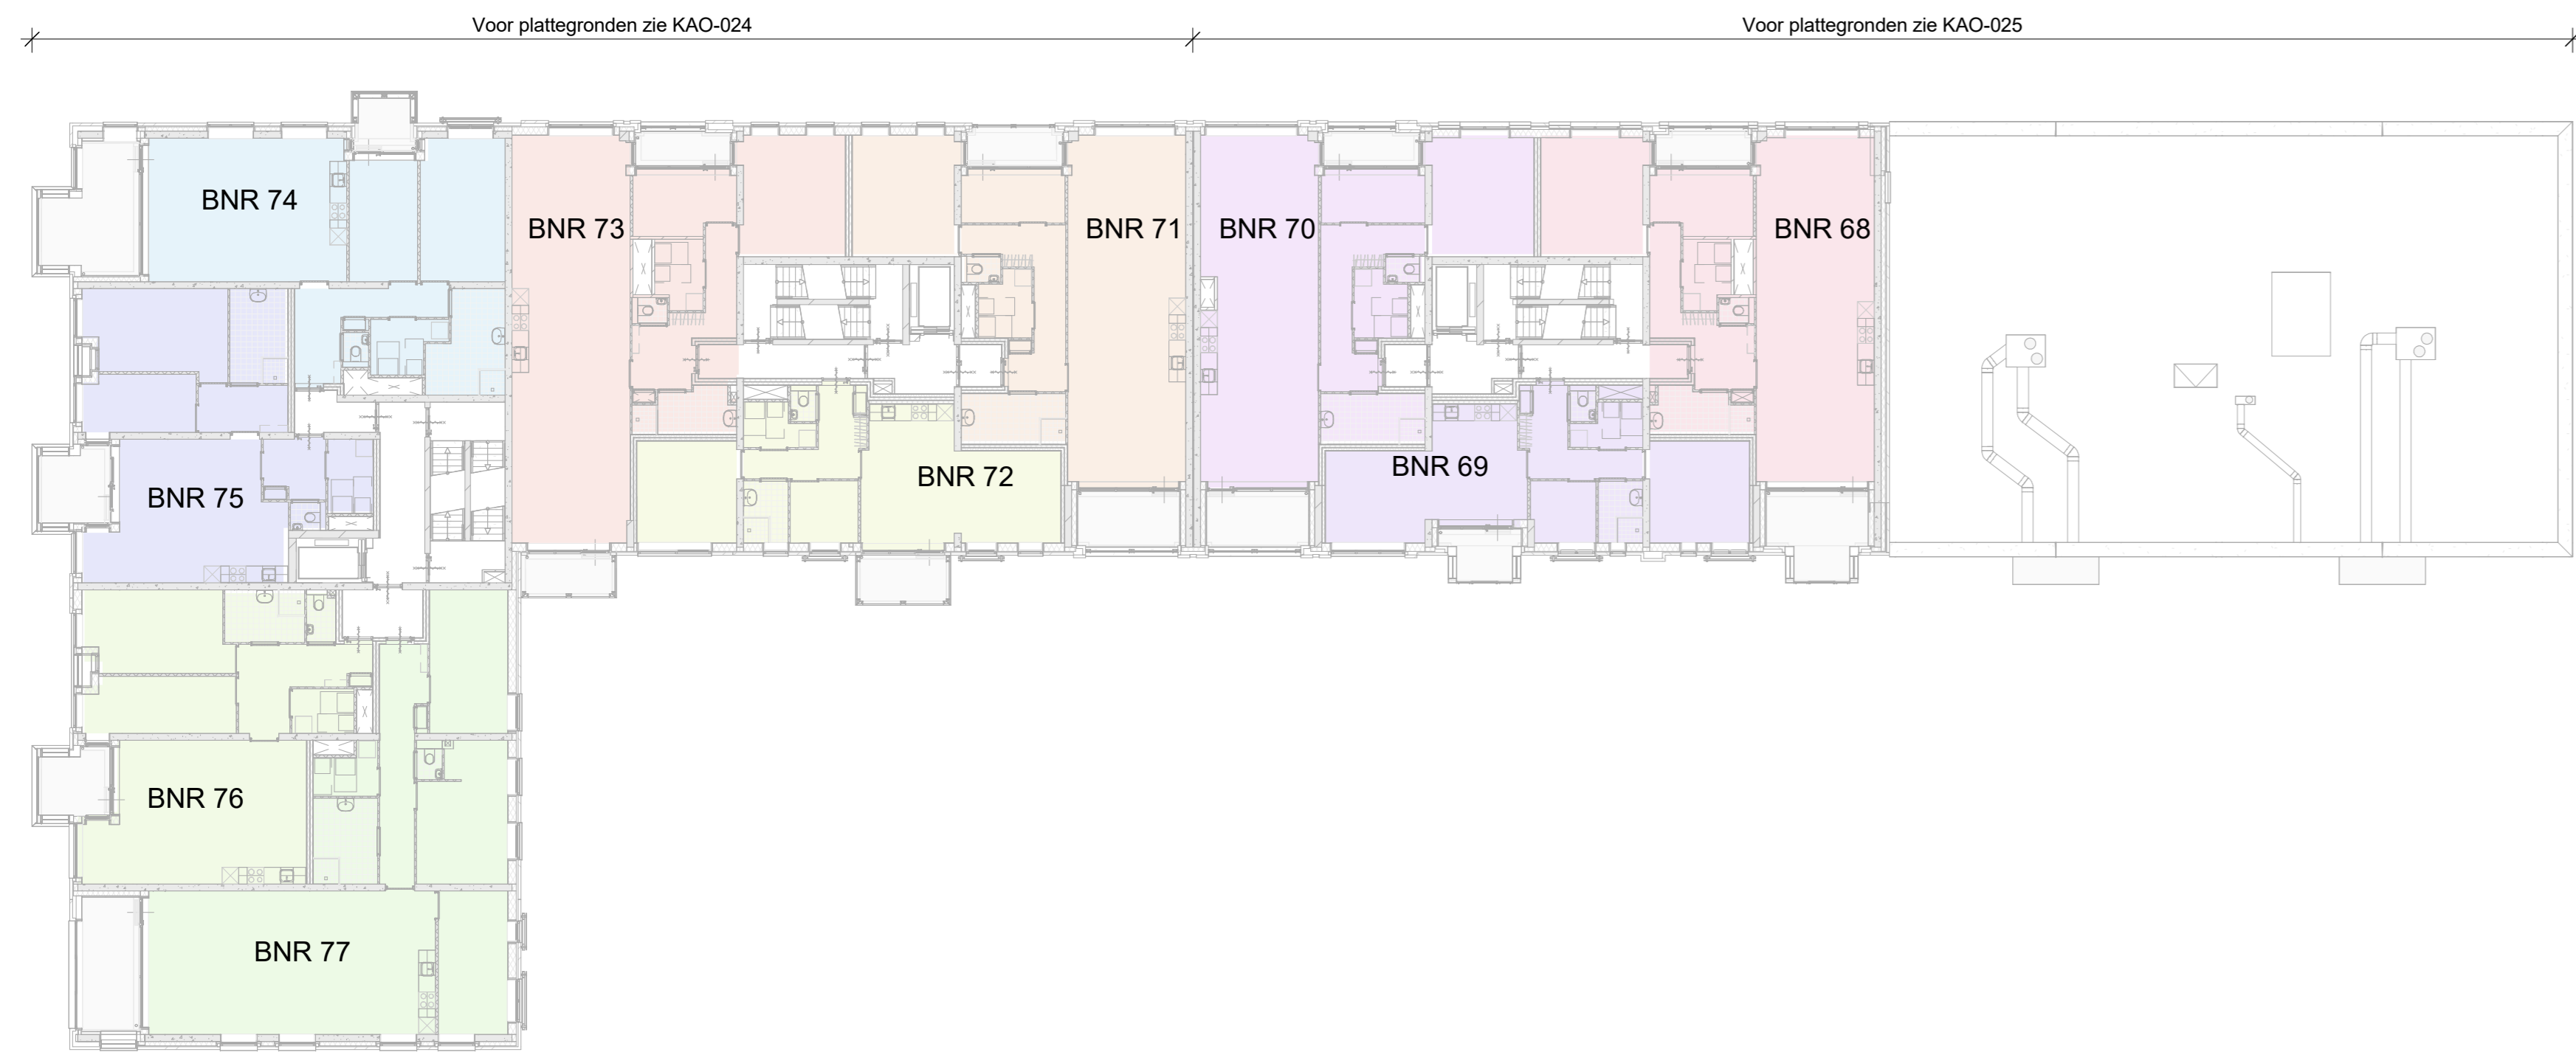 Voor plattegronden zie KAO-024
Voor plattegronden zie KAO-025
BNR 74
BNR 73
BNR 71
BNR 70
BNR 68
BNR 75
BNR 72
BNR 69
BNR 76
BNR 77